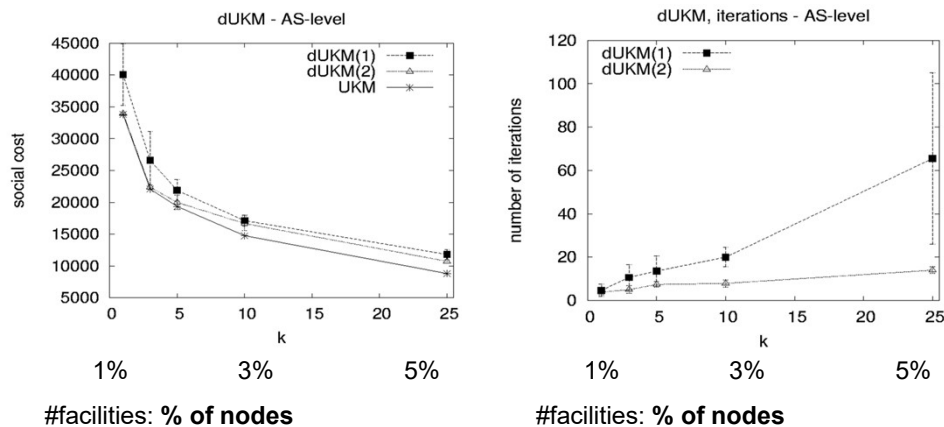 dUKM - AS-level
45000
40000
35000
30000
25000
20000
15000
10000
5000
social cost
dUKM(1)
dUKM(2)
UKM
0 5 10 15 20 25
k
1% 3% 5%
#facilities: % of nodes
dUKM, iterations - AS-level
120
100
80
60
40
20
0
number of iterations
dUKM(1)
dUKM(2)
0 5 10 15 20 25
k
1% 3% 5%
#facilities: % of nodes